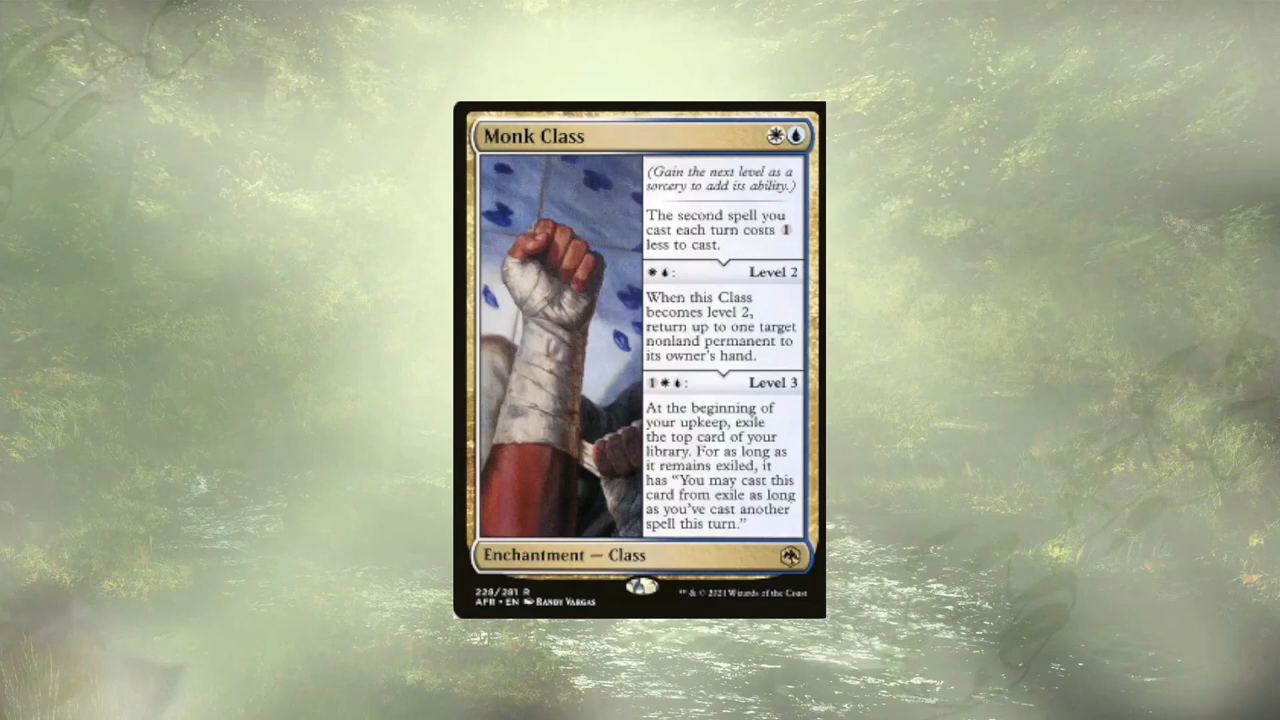 Monk Class
(Gain the next level as a
sorcery to add its ability.)
The second spell you
cast each turn costs 1
less to cast.
: Level 2
When this Class
becomes level 2,
return up to one target
nonland permanent to
its owner's hand.
1 : Level 3
At the beginning of
your upkeep, exile
the top card of your
library. For as long as
it remains exiled, it
has "You may cast this
card from exile as long
as you've cast another
spell this turn."
Enchantment — Class
228/281 R
AFR • EN Randy Vargas
™ & © 2021 Wizards of the Coast